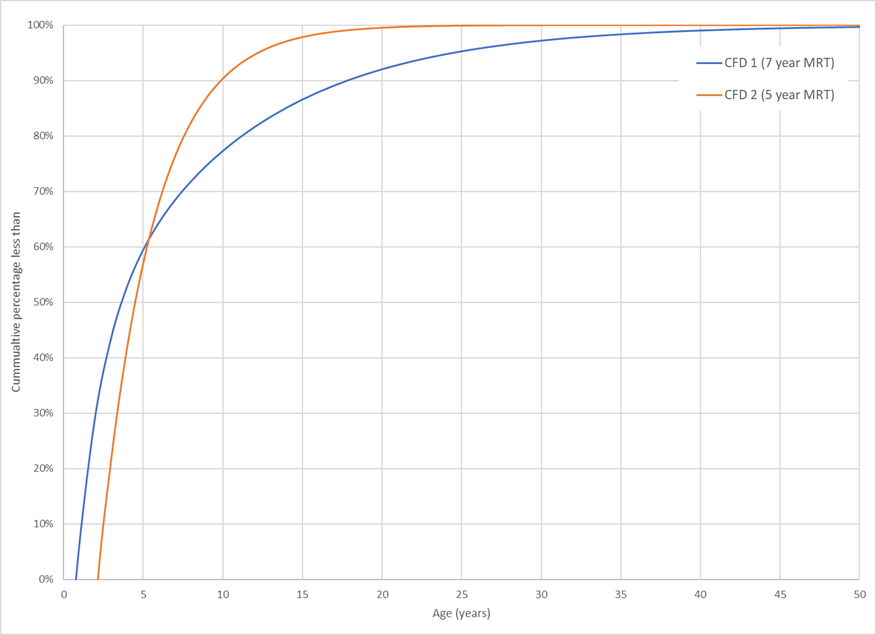 100%
90%
80%
70%
60%
50%
40%
30%
20%
10%
0%
Cummualtive percentage less than
CFD 1 (7 year MRT)
CFD 2 (5 year MRT)
0 5 10 15 20 25 30 35 40 45 50
Age (years)